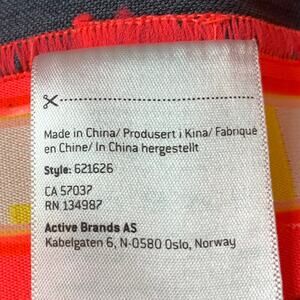 Made in China/ Produsert i Kina/ Fabriqué
en Chine/ In China hergestellt
Style: 621626
CA 57037
RN 134987
Active Brands AS
Kabelgaten 6, N-0580 Oslo, Norway